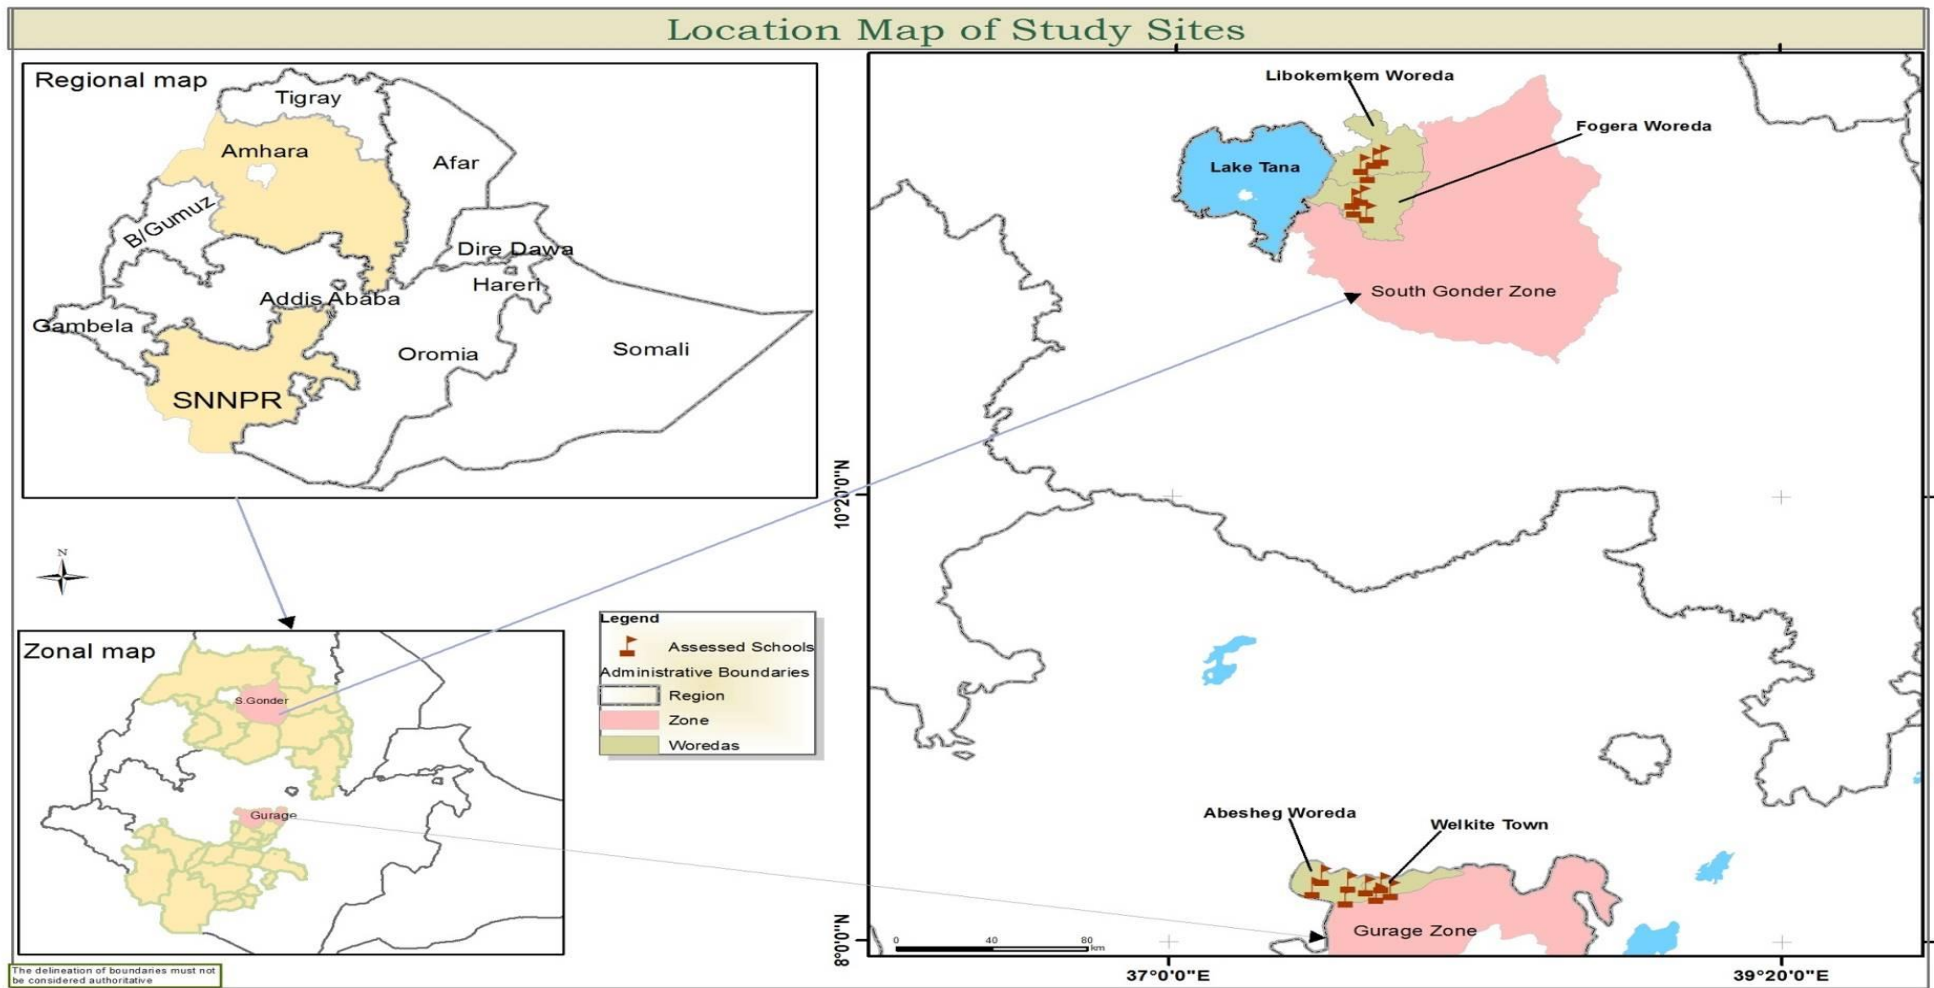 Location Map of Study Sites
Regional map
Tigray
Amhara
Afar
B/Gumuz
Dire Dawa
Hareri
Addis Ababa
Gambela
Oromia
Somali
SNNPR
N
Zonal map
S.Gonder
Gurage
Legend
Assessed Schools
Administrative Boundaries
Region
Zone
Woredas
The delineation of boundaries must not
be considered authoritative
Libokemkem Woreda
Fogera Woreda
Lake Tana
South Gonder Zone
10°20'0"N
Abesheg Woreda
Welkite Town
Gurage Zone
8°0'0"N
0 40 80
km
37°0'0"E
39°20'0"E